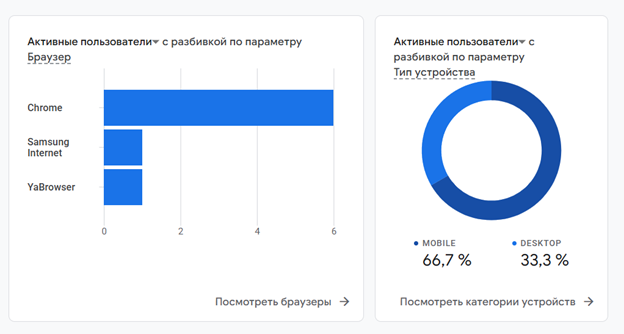 Активные пользователи с разбивкой по параметру
Браузер
Chrome
Samsung
Internet
YaBrowser
0 2 4 6
Посмотреть браузеры →
Активные пользователи с
разбивкой по параметру
Тип устройства
MOBILE DESKTOP
66,7 % 33,3 %
Посмотреть категории устройств →